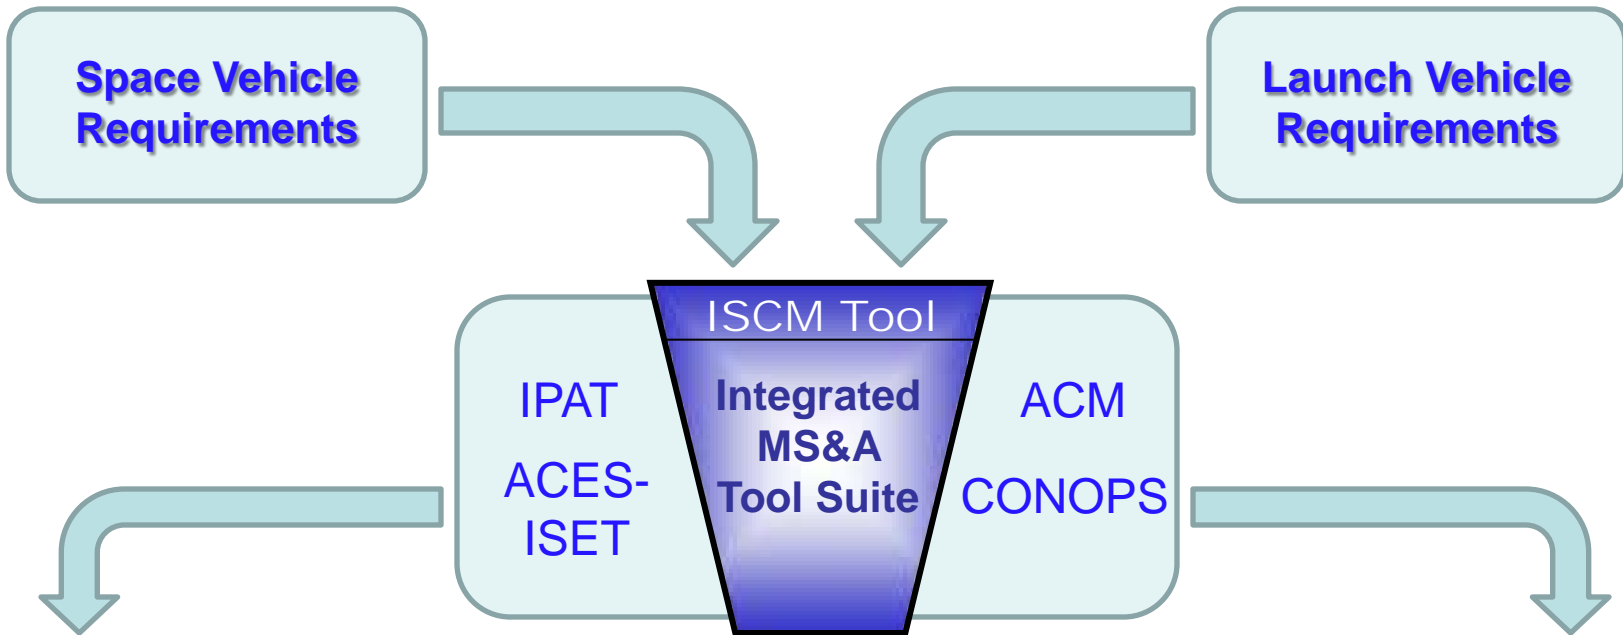 Space Vehicle
Requirements
Launch Vehicle
Requirements
ISCM Tool
IPAT
ACES-
ISET
Integrated
MS&A
Tool Suite
ACM
CONOPS